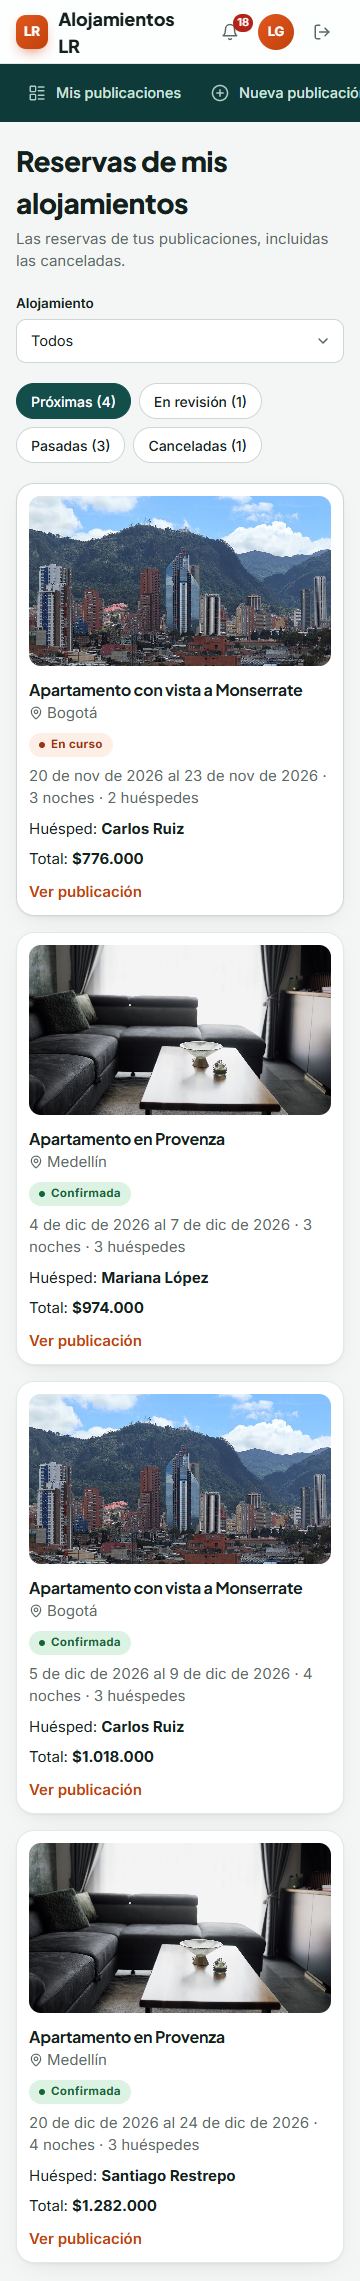 LR
Alojamientos
LR
18
LG
Mis publicaciones
Nueva publicación
Reservas de mis
alojamientos
Las reservas de tus publicaciones, incluidas
las canceladas.
Alojamiento
Todos
Próximas (4)
En revisión (1)
Pasadas (3)
Canceladas (1)
Apartamento con vista a Monserrate
Bogotá
En curso
20 de nov de 2026 al 23 de nov de 2026 ·
3 noches · 2 huéspedes
Huésped: Carlos Ruiz
Total: $776.000
Ver publicación
Apartamento en Provenza
Medellín
Confirmada
4 de dic de 2026 al 7 de dic de 2026 · 3
noches · 3 huéspedes
Huésped: Mariana López
Total: $974.000
Ver publicación
Apartamento con vista a Monserrate
Bogotá
Confirmada
5 de dic de 2026 al 9 de dic de 2026 · 4
noches · 3 huéspedes
Huésped: Carlos Ruiz
Total: $1.018.000
Ver publicación
Apartamento en Provenza
Medellín
Confirmada
20 de dic de 2026 al 24 de dic de 2026 ·
4 noches · 3 huéspedes
Huésped: Santiago Restrepo
Total: $1.282.000
Ver publicación